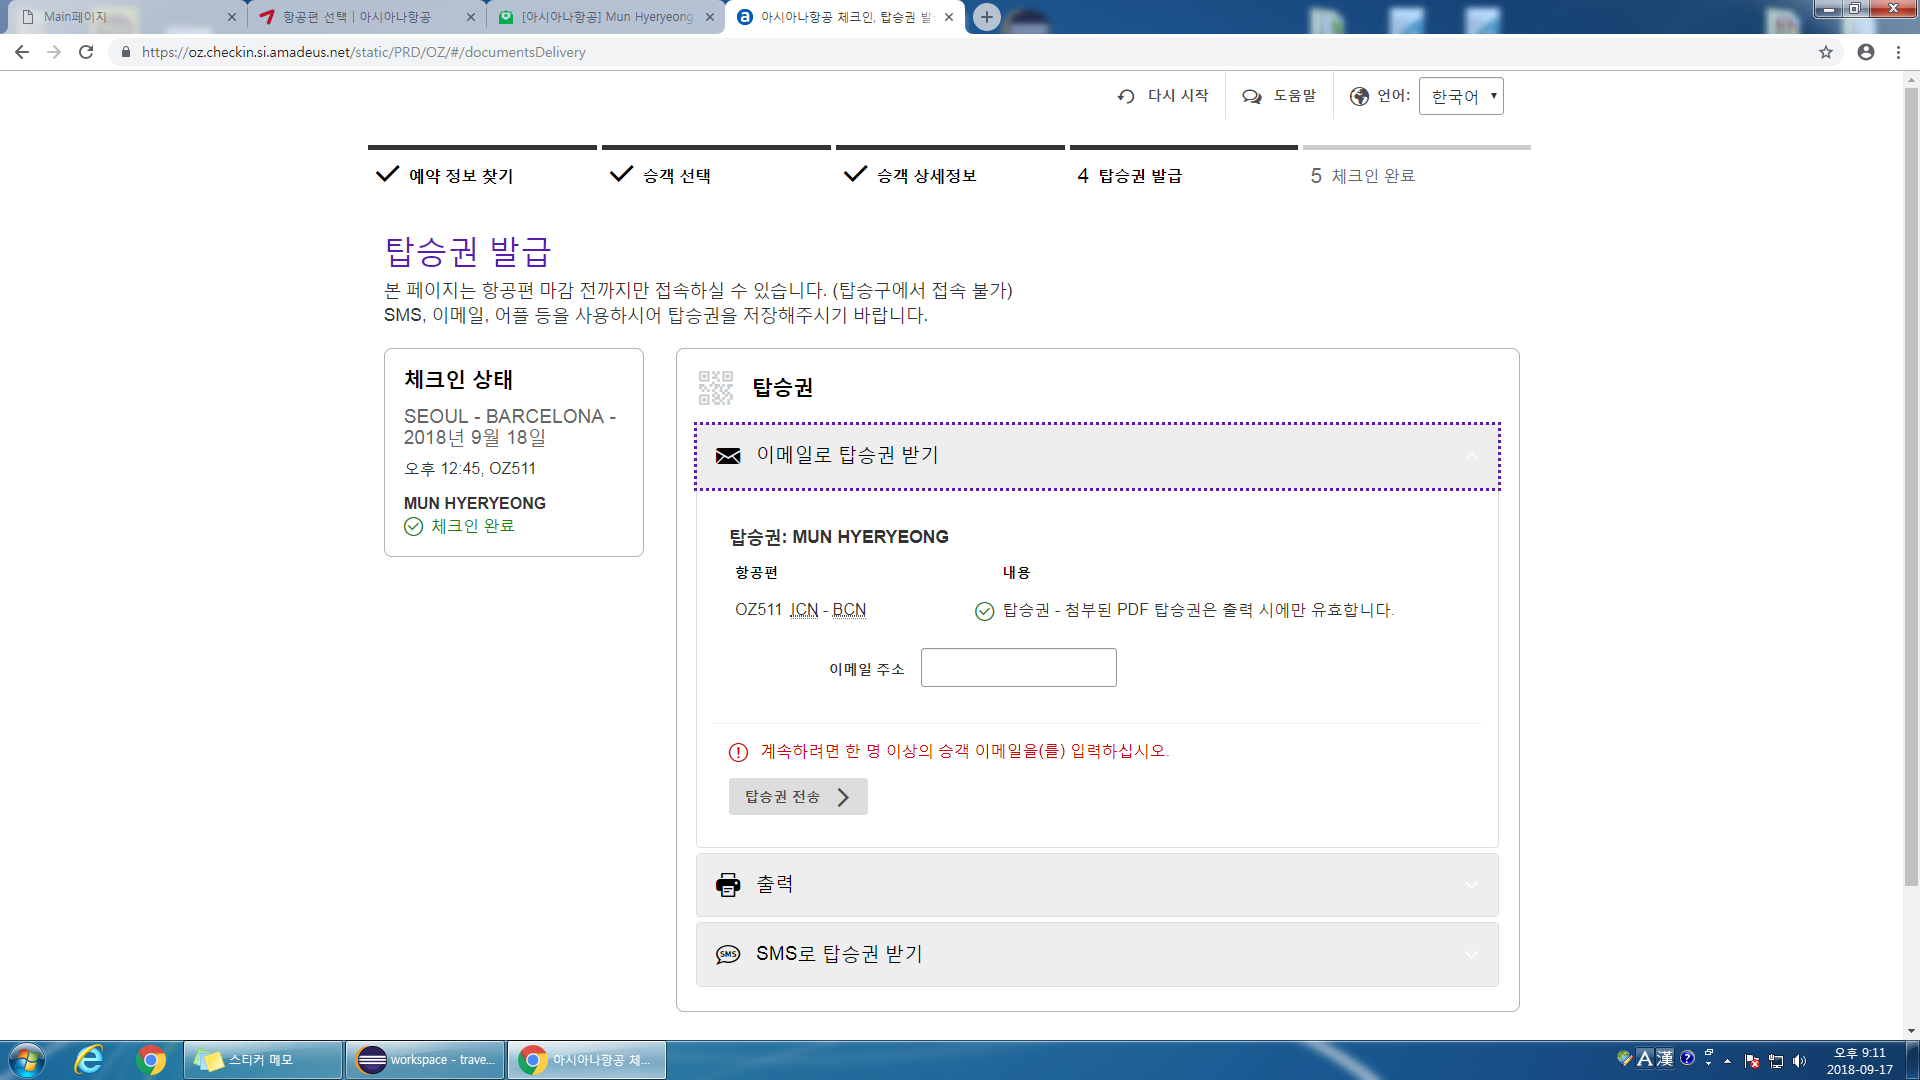 Main페이지
항공편 선택 | 아시아나항공
[아시아나항공] Mun Hyeryeong
아시아나항공 체크인, 탑승권 발
https://oz.checkin.si.amadeus.net/static/PRD/OZ/#/documentsDelivery
다시 시작
도움말
언어: 한국어
예약 정보 찾기
승객 선택
승객 상세정보
4 탑승권 발급
5 체크인 완료
탑승권 발급
본 페이지는 항공편 마감 전까지만 접속하실 수 있습니다. (탑승구에서 접속 불가)
SMS, 이메일, 어플 등을 사용하시어 탑승권을 저장해주시기 바랍니다.
체크인 상태
SEOUL - BARCELONA -
2018년 9월 18일
오후 12:45, OZ511
MUN HYERYEONG
체크인 완료
탑승권
이메일로 탑승권 받기
탑승권: MUN HYERYEONG
항공편
내용
OZ511 ICN - BCN
탑승권 - 첨부된 PDF 탑승권은 출력 시에만 유효합니다.
이메일 주소
계속하려면 한 명 이상의 승객 이메일을(를) 입력하십시오.
탑승권 전송
출력
SMS
SMS로 탑승권 받기
스티커 메모
workspace - trave...
아시아나항공 체...
A 漢
오후 9:11
2018-09-17